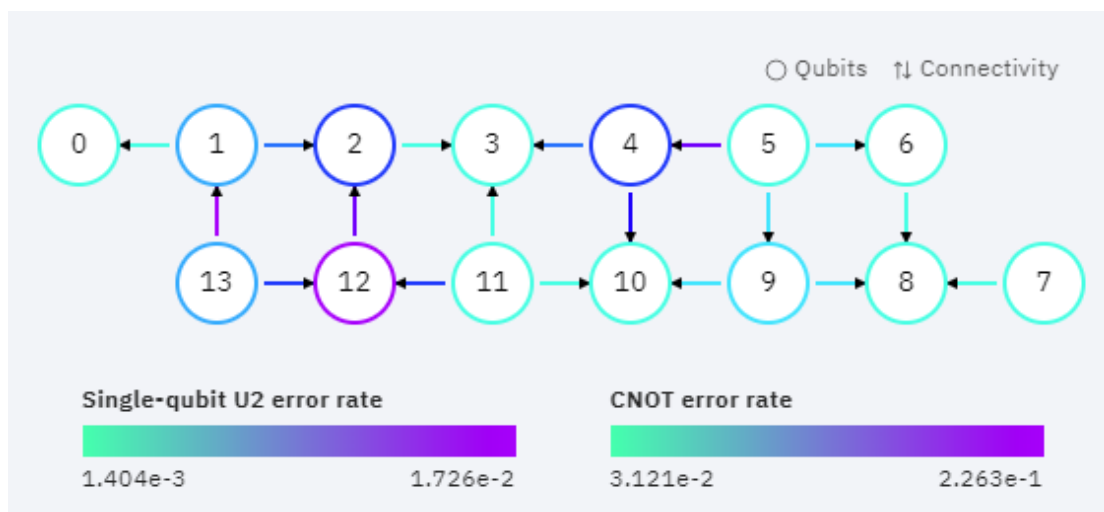 Qubits Connectivity
0 1 2 3 4 5 6
13 12 11 10 9 8 7
Single-qubit U2 error rate CNOT error rate
1.404e-3 1.726e-2 3.121e-2 2.263e-1